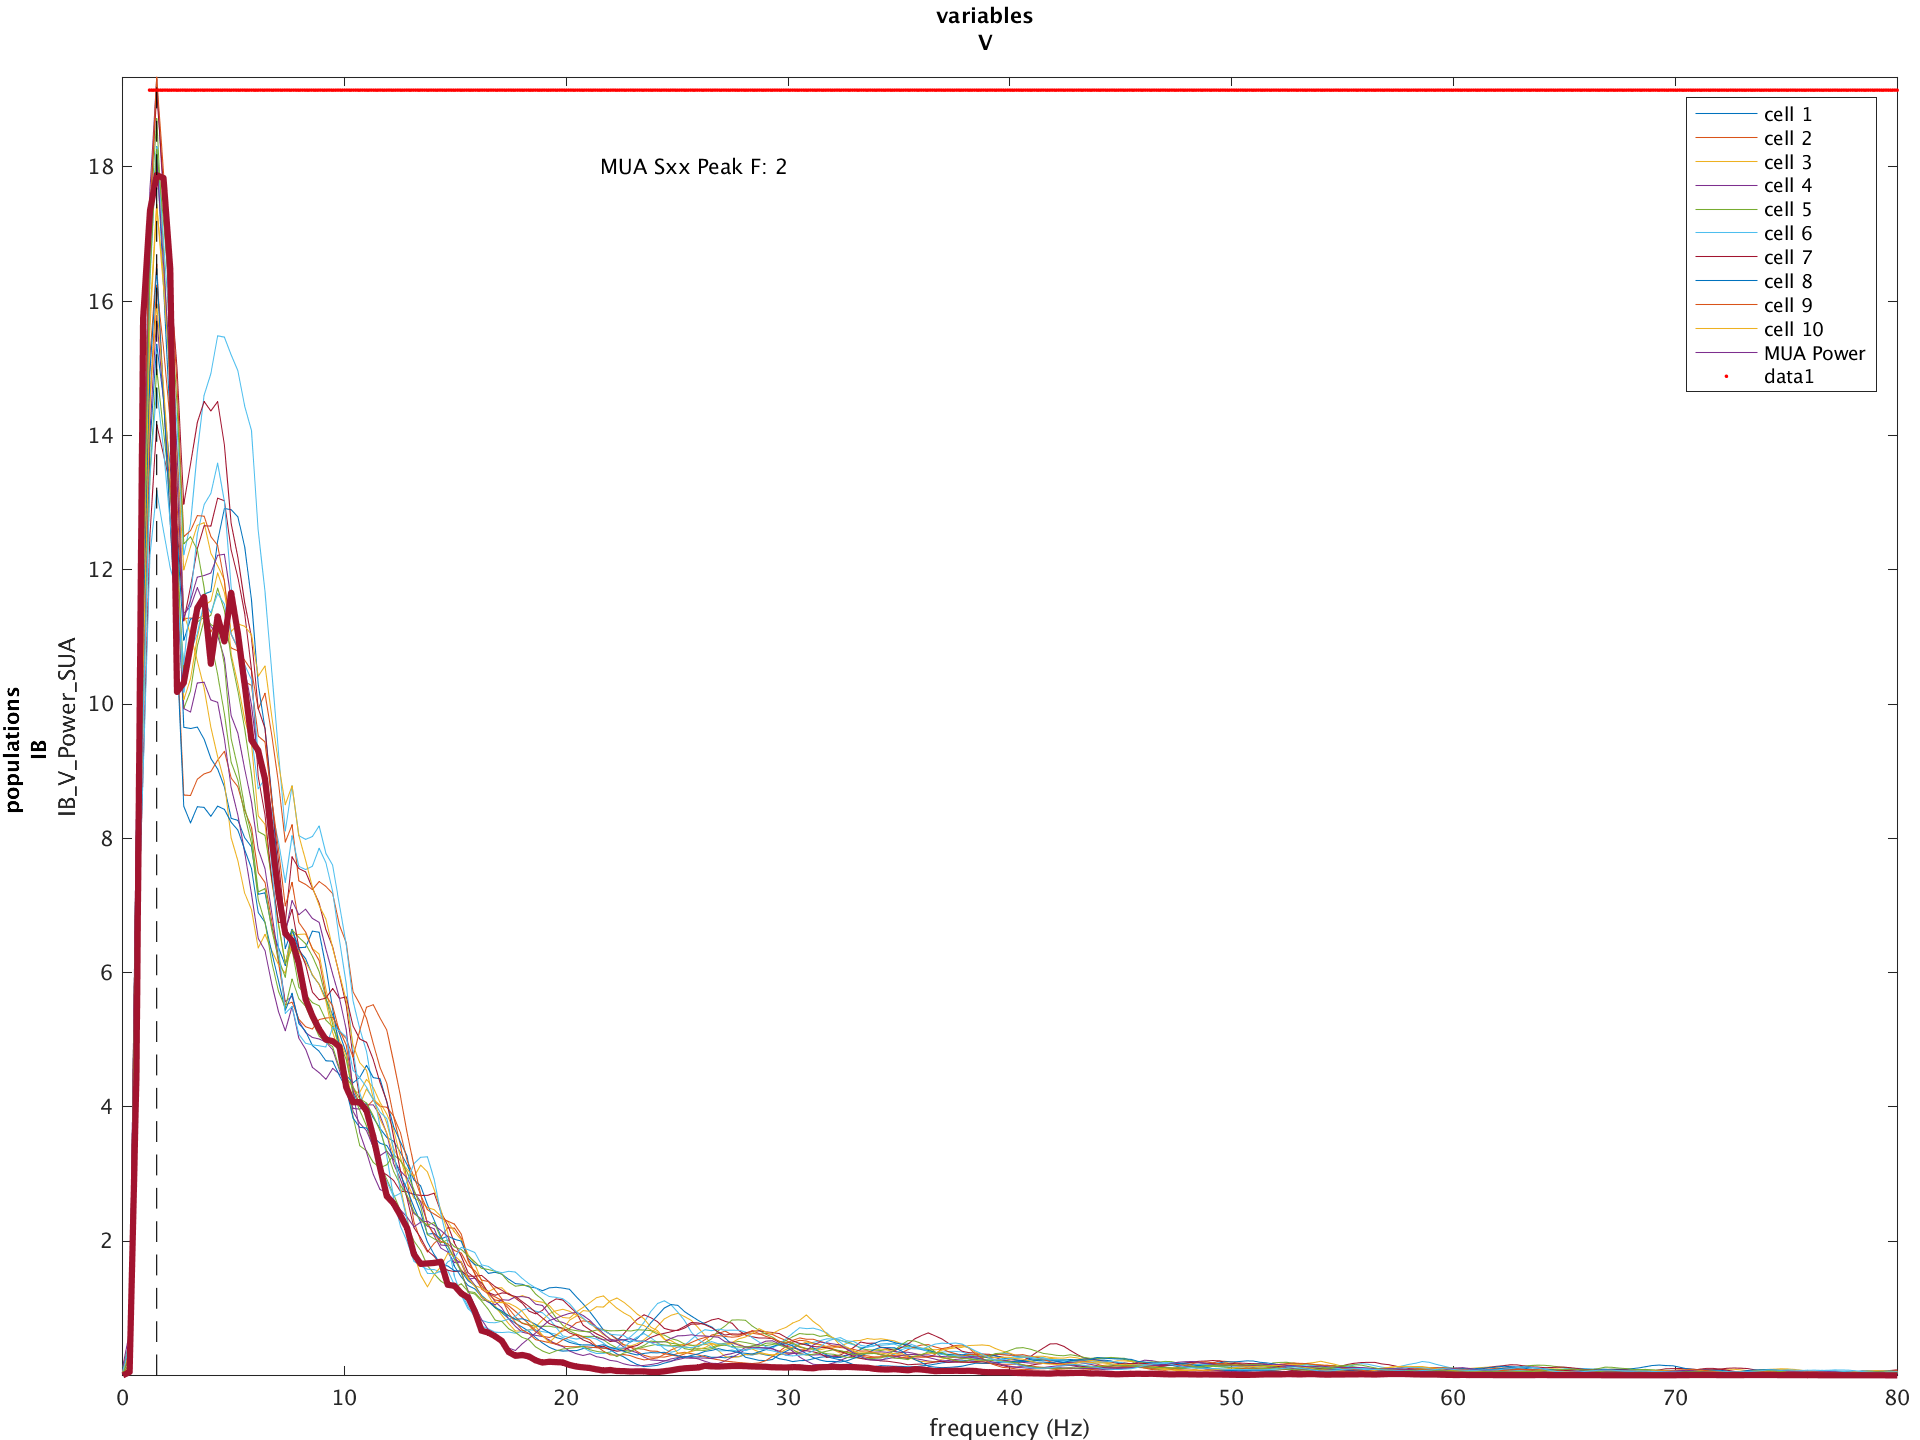 variables
V
MUA Sxx Peak F: 2
cell 1
cell 2
cell 3
cell 4
cell 5
cell 6
cell 7
cell 8
cell 9
cell 10
MUA Power
data1
populations
IB
IB_V_Power_SUA
18
16
14
12
10
8
6
4
2
0
10
20
30
40
50
60
70
80
frequency (Hz)